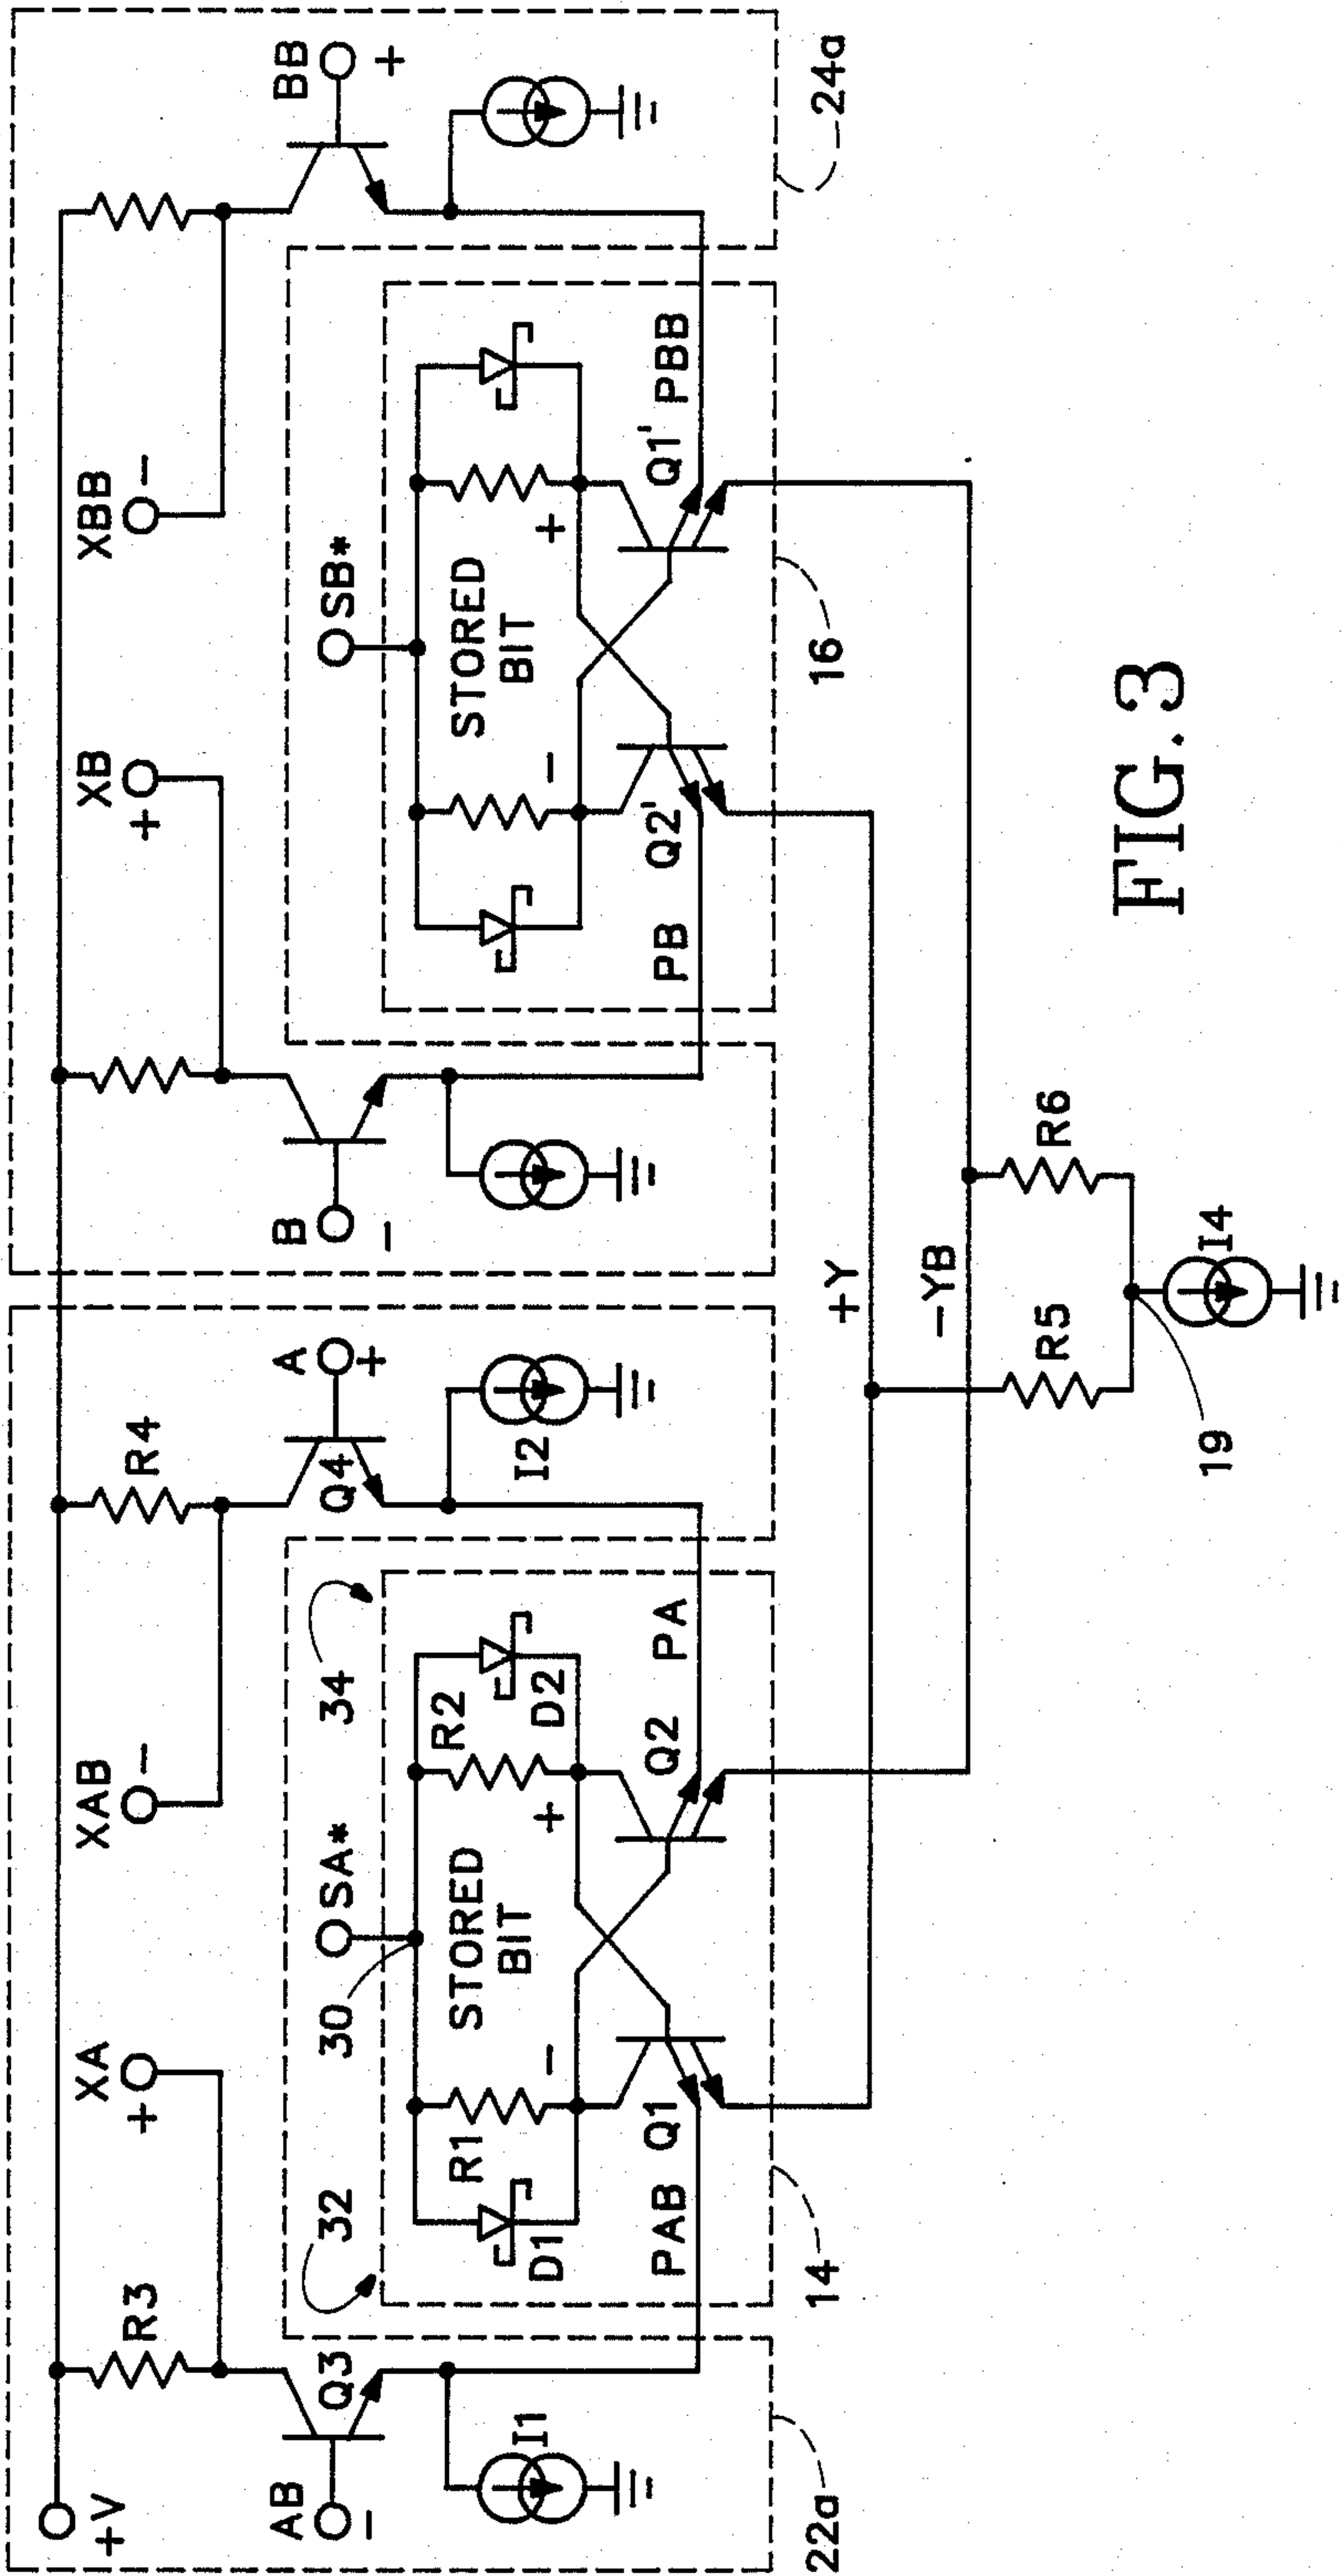 +V
R3
XA
+
XAB
-
R4
XB
+
XBB
-
AB
-
Q3
32
30
SA*
34
Q4
A
+
B
-
SB*
BB
+
I1
D1
R1
-
STORED
BIT
+
R2
D2
I2
-
STORED
BIT
+
PAB
Q1
Q2
PA
PB
Q2'
Q1'
PBB
22a
14
+Y
16
24a
-YB
R5
R6
19
I4
FIG. 3